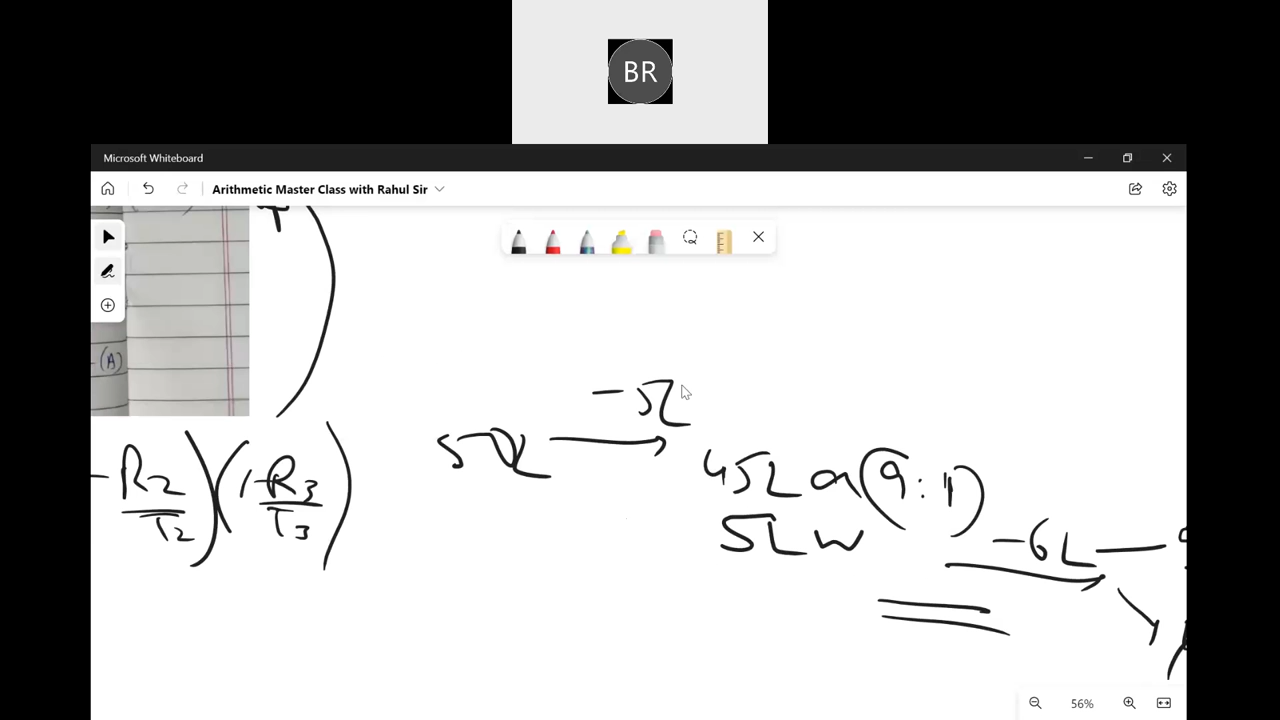 BR
Microsoft Whiteboard
Arithmetic Master Class with Rahul Sir
(A)
- 5L
50L
45L a (9:1)
5L w
- 6L —
- R2/T2) (1-R3/T3)
56%